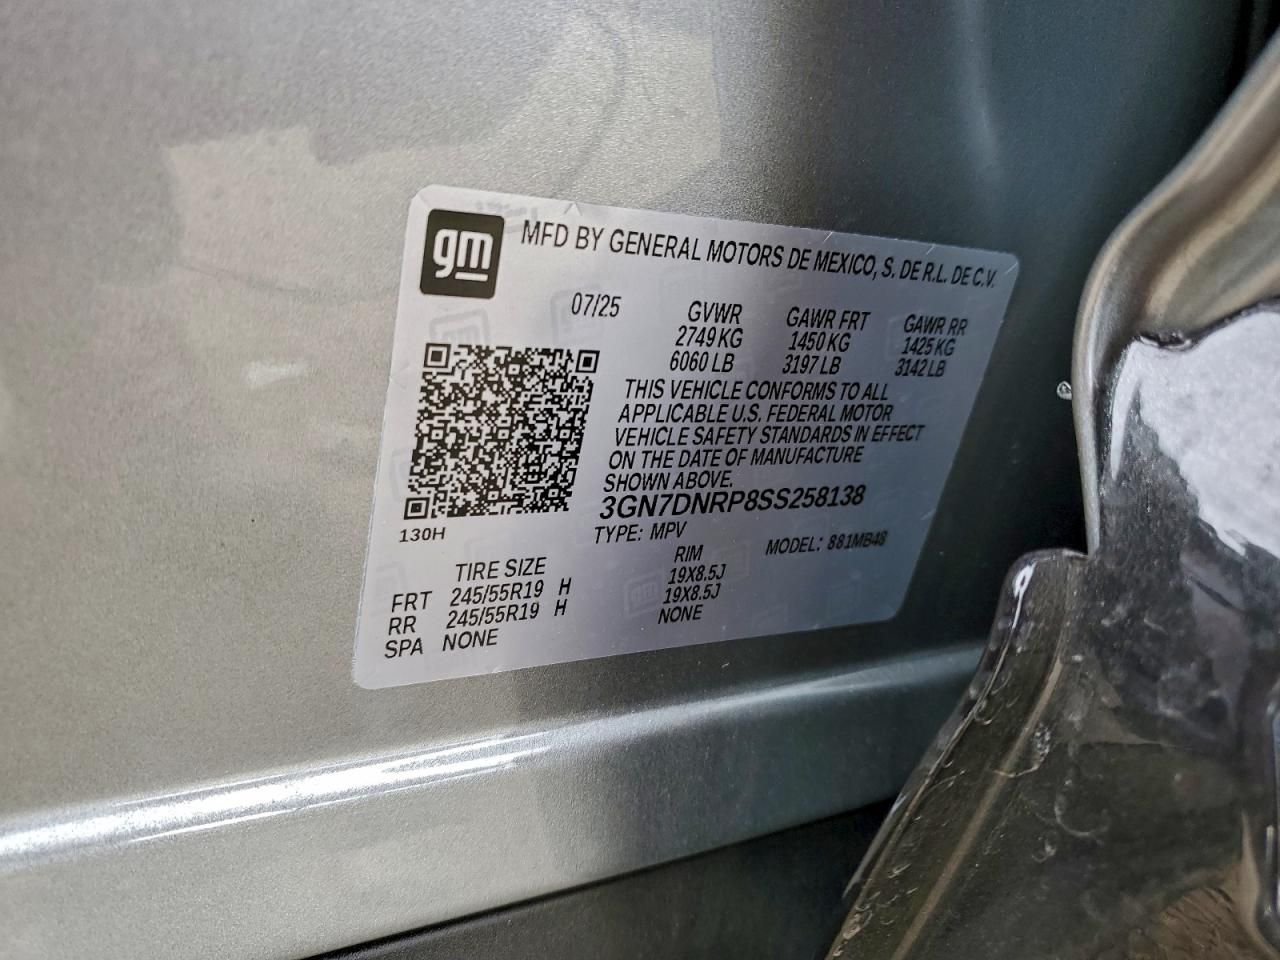 gm
MFD BY GENERAL MOTORS DE MEXICO, S. DE R.L. DE C.V.
07/25 GVWR GAWR FRT GAWR RR
2749 KG 1450 KG 1425 KG
6060 LB 3197 LB 3142 LB
THIS VEHICLE CONFORMS TO ALL
APPLICABLE U.S. FEDERAL MOTOR
VEHICLE SAFETY STANDARDS IN EFFECT
ON THE DATE OF MANUFACTURE
SHOWN ABOVE.
3GN7DNRP8SS258138
130H
TYPE: MPV MODEL: 881MB48
TIRE SIZE RIM
FRT 245/55R19 H 19X8.5J
RR 245/55R19 H 19X8.5J
SPA NONE NONE